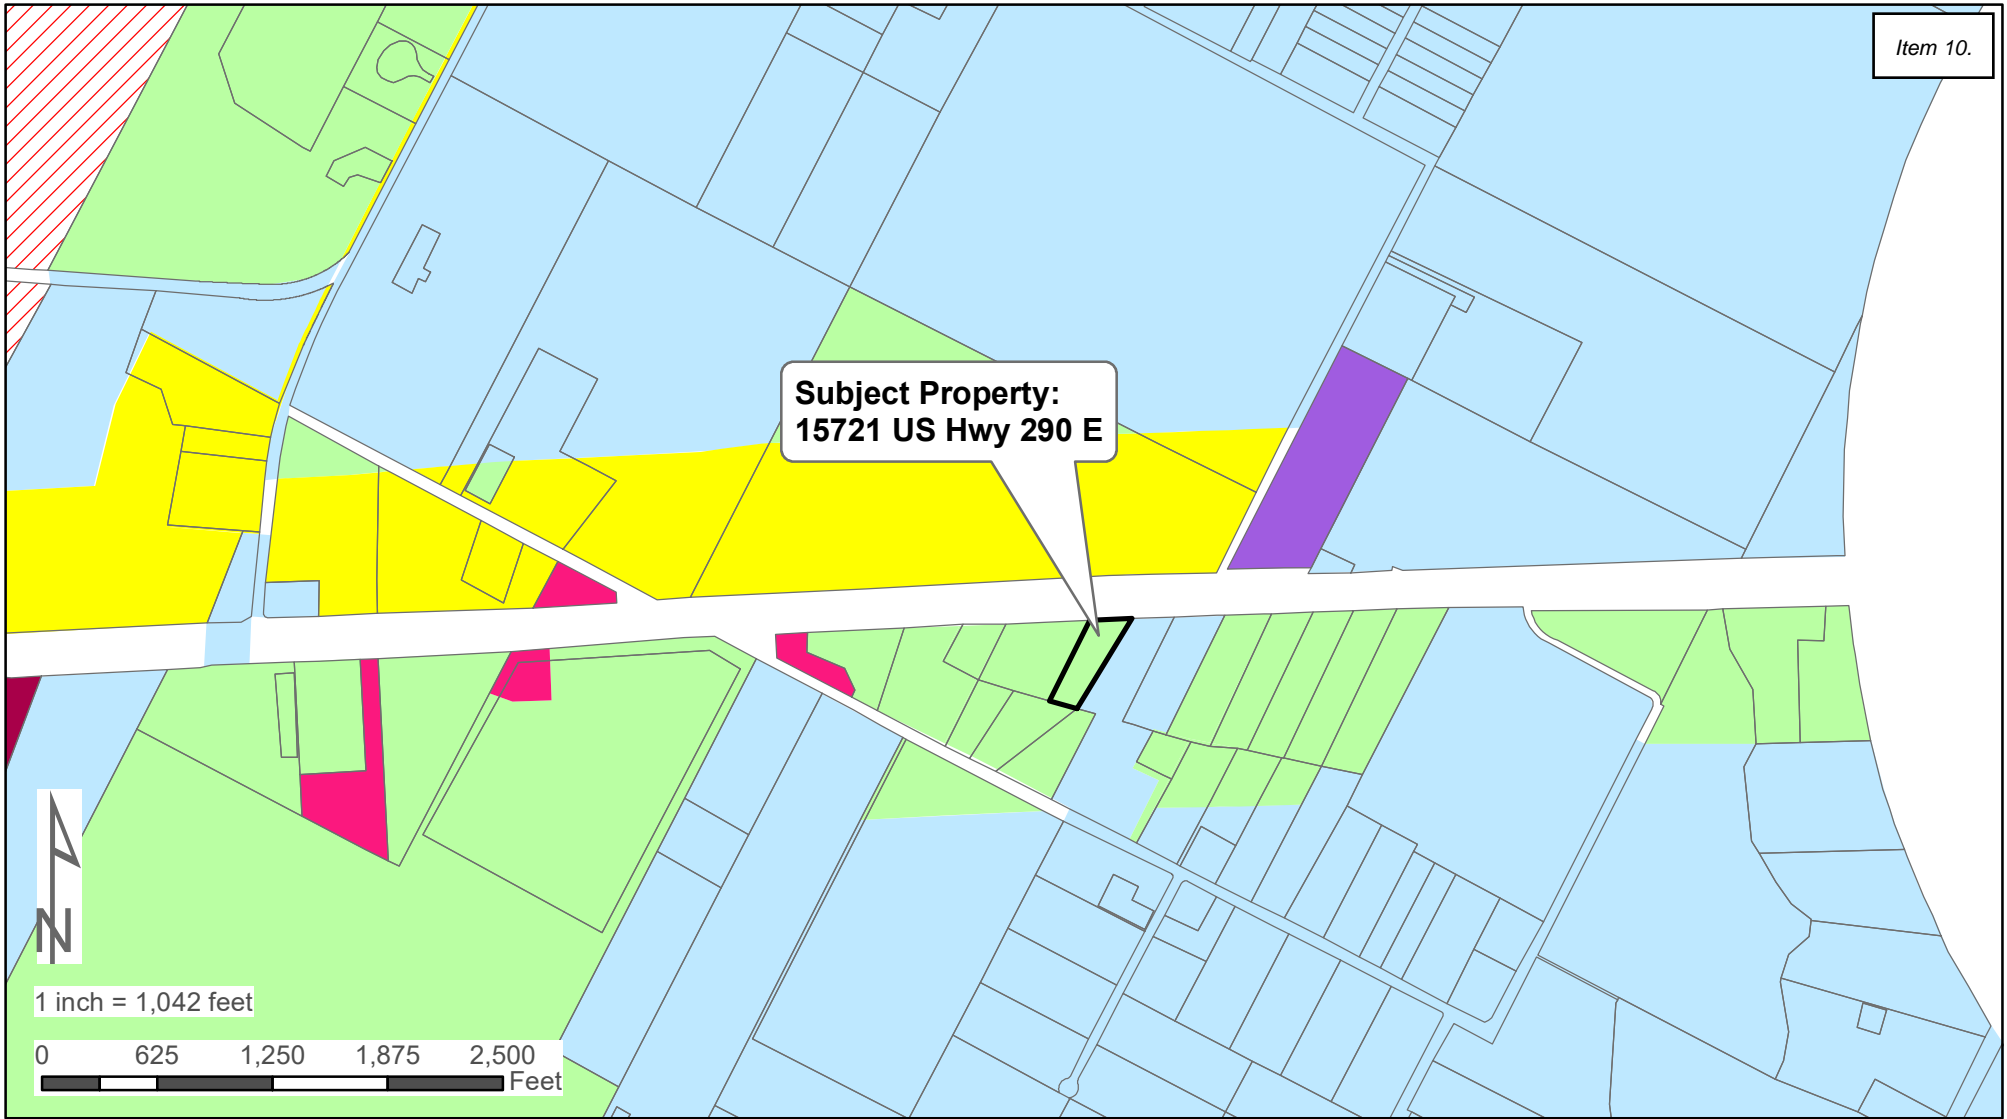 Item 10.
Subject Property:
15721 US Hwy 290 E
N
1 inch = 1,042 feet
0 625 1,250 1,875 2,500
Feet